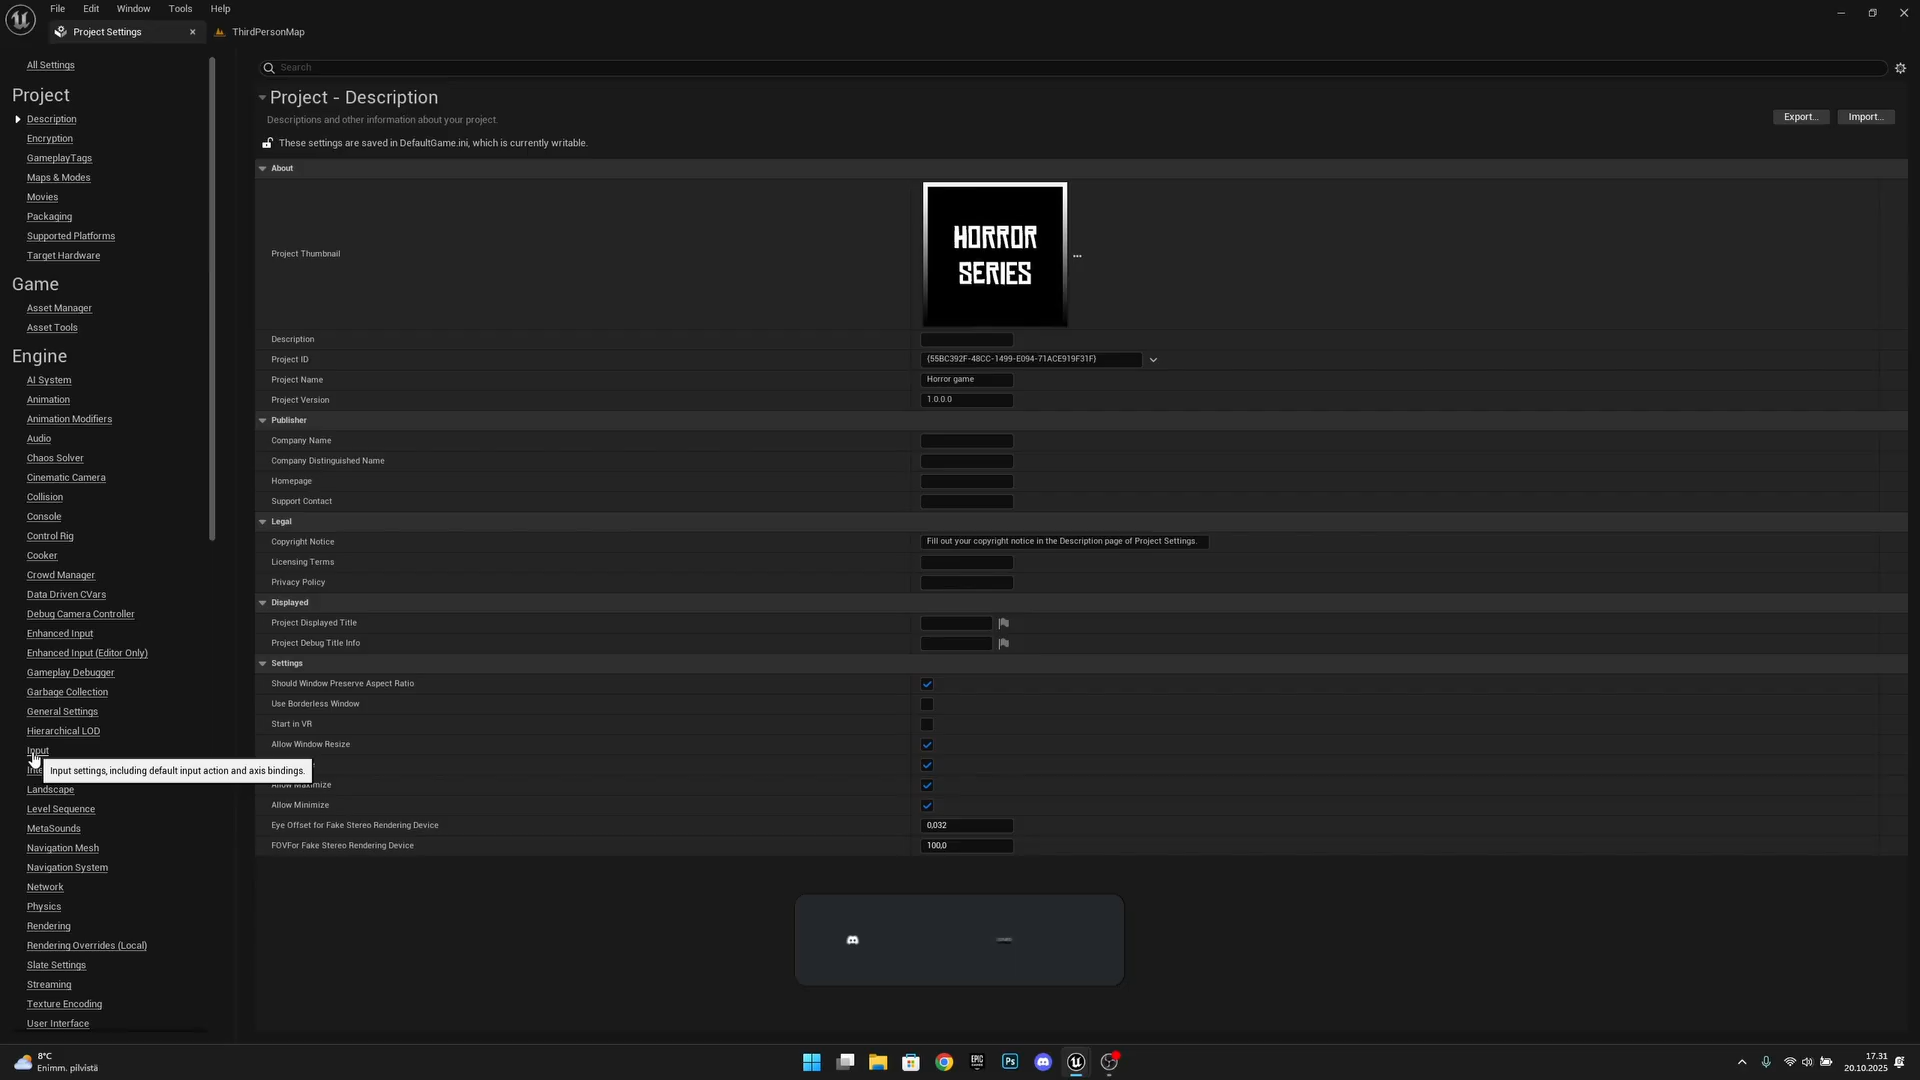 File Edit Window Tools Help
Project Settings
ThirdPersonMap
All Settings
Project
Description
Encryption
GameplayTags
Maps & Modes
Movies
Packaging
Supported Platforms
Target Hardware
Game
Asset Manager
Asset Tools
Engine
AI System
Animation
Animation Modifiers
Audio
Chaos Solver
Cinematic Camera
Collision
Console
Control Rig
Cooker
Crowd Manager
Data Driven CVars
Debug Camera Controller
Enhanced Input
Enhanced Input (Editor Only)
Gameplay Debugger
Garbage Collection
General Settings
Hierarchical LOD
Input
Input settings, including default input action and axis bindings.
Landscape
Level Sequence
MetaSounds
Navigation Mesh
Navigation System
Network
Physics
Rendering
Rendering Overrides (Local)
Slate Settings
Streaming
Texture Encoding
User Interface
Search
Project - Description
Descriptions and other information about your project.
Export...
Import...
These settings are saved in DefaultGame.ini, which is currently writable.
About
Project Thumbnail
HORROR
SERIES
Description
Project ID {55BC392F-48CC-1499-E094-71ACE919F31F}
Project Name Horror game
Project Version 1.0.0.0
Publisher
Company Name
Company Distinguished Name
Homepage
Support Contact
Legal
Copyright Notice Fill out your copyright notice in the Description page of Project Settings.
Licensing Terms
Privacy Policy
Displayed
Project Displayed Title
Project Debug Title Info
Settings
Should Window Preserve Aspect Ratio
Use Borderless Window
Start in VR
Allow Window Resize
Allow Maximize
Allow Minimize
Eye Offset for Fake Stereo Rendering Device 0,032
FOVFor Fake Stereo Rendering Device 100,0
8°C
Enimm. pilvistä
EPIC
Ps
17.31
20.10.2025